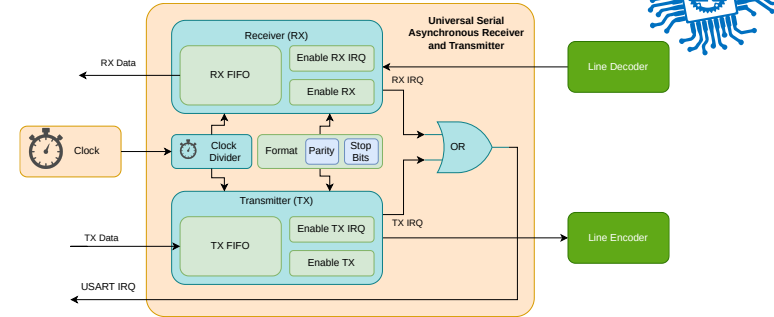 Universal Serial
Asynchronous Receiver
and Transmitter
Receiver (RX)
RX Data
RX FIFO
Enable RX IRQ
Enable RX
RX IRQ
Line Decoder
Clock
Clock
Divider
Format
Parity
Stop
Bits
OR
Transmitter (TX)
TX Data
TX FIFO
Enable TX IRQ
Enable TX
TX IRQ
Line Encoder
USART IRQ